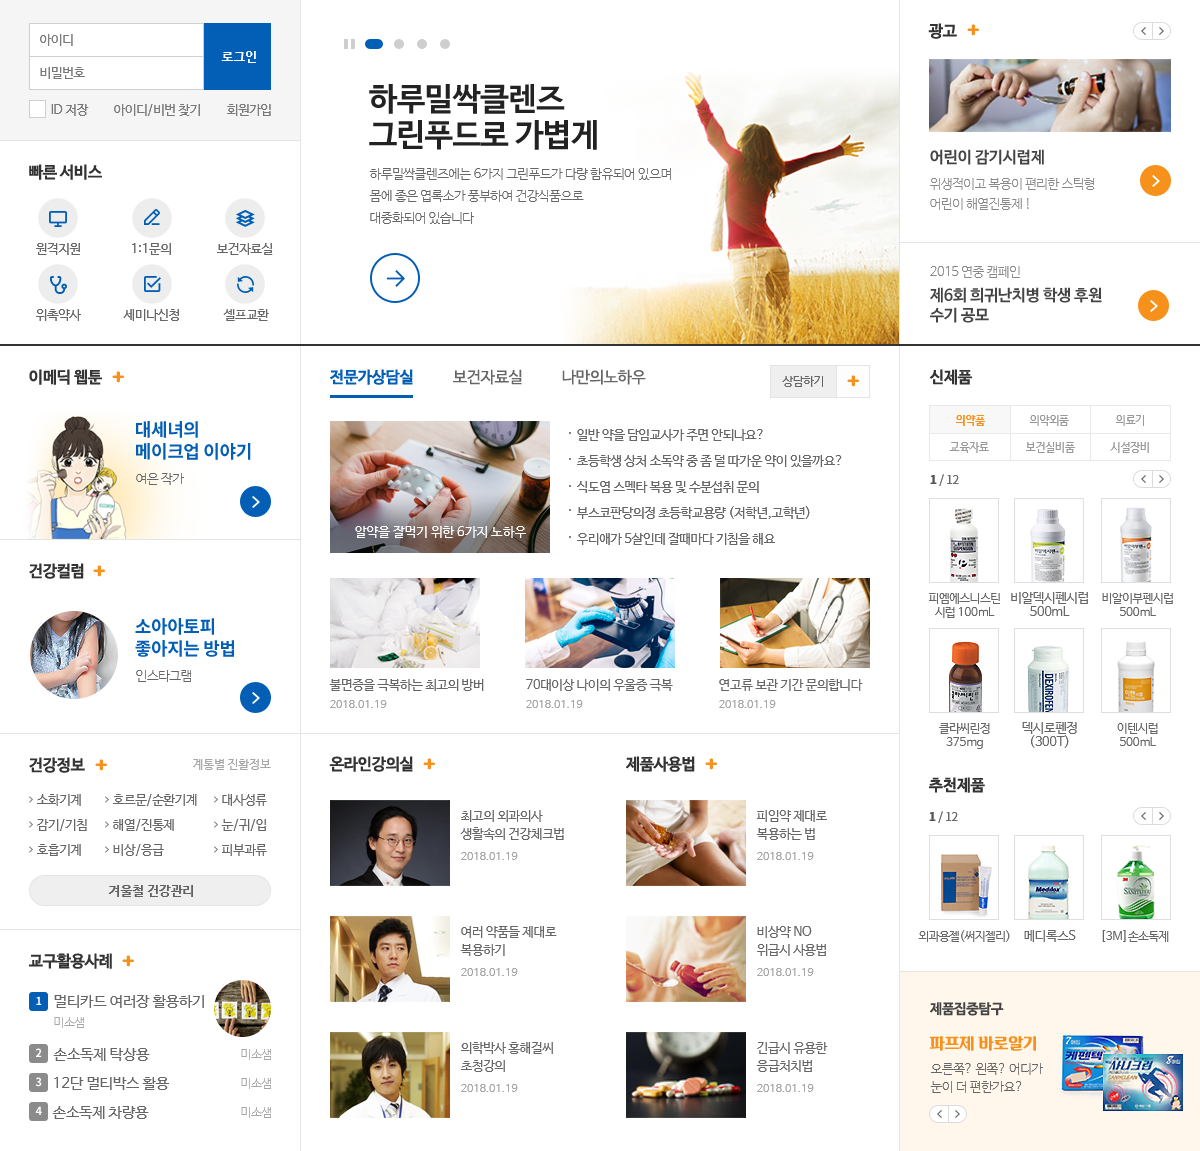 아이디
비밀번호
로그인
ID 저장
아이디/비번 찾기
회원가입
빠른 서비스
원격지원
1:1문의
보건자료실
위촉약사
세미나신청
셀프교환
하루밀싹클렌즈
그린푸드로 가볍게
하루밀싹클렌즈에는 6가지 그린푸드가 다량 함유되어 있으며
몸에 좋은 엽록소가 풍부하여 건강식품으로
대중화되어 있습니다
광고
어린이 감기시럽제
위생적이고 복용이 편리한 스틱형
어린이 해열진통제 !
2015 연중 캠페인
제6회 희귀난치병 학생 후원
수기 공모
이메딕 웹툰
대세녀의
메이크업 이야기
여은 작가
건강컬럼
소아아토피
좋아지는 방법
인스타그램
건강정보
계통별 진활정보
소화기계
호르문/순환기계
대사성류
감기/기침
해열/진통제
눈/귀/입
호흡기계
비상/응급
피부과류
겨울철 건강관리
교구활용사례
1 멀티카드 여러장 활용하기
미소샘
2 손소독제 탁상용 미소샘
3 12단 멀티박스 활용 미소샘
4 손소독제 차량용 미소샘
전문가상담실
보건자료실
나만의노하우
상담하기
알약을 잘먹기 위한 6가지 노하우
· 일반 약을 담임교사가 주면 안되나요?
· 초등학생 상처 소독약 중 좀 덜 따가운 약이 있을까요?
· 식도염 스멕타 복용 및 수분섭취 문의
· 부스코판당의정 초등학교용량 (저학년,고학년)
· 우리애가 5살인데 잘때마다 기침을 해요
불면증을 극복하는 최고의 방버
2018.01.19
70대이상 나이의 우울증 극복
2018.01.19
연고류 보관 기간 문의합니다
2018.01.19
온라인강의실
최고의 외과의사
생활속의 건강체크법
2018.01.19
여러 약품들 제대로
복용하기
2018.01.19
의학박사 홍해걸씨
초청강의
2018.01.19
제품사용법
피임약 제대로
복용하는 법
2018.01.19
비상약 NO
위급시 사용법
2018.01.19
긴급시 유용한
응급처치법
2018.01.19
신제품
의약품
의약외품
의료기
교육자료
보건실비품
시설장비
1 / 12
피엠에스니스틴
시럽 100mL
비알덱시펜시럽
500mL
비알이부펜시럽
500mL
클라씨린정
375mg
덱시로펜정
(300T)
이텐시럽
500mL
추천제품
1 / 12
Meddox
3M
외과용젤(써지젤리)
메디록스S
[3M]손소독제
제품집중탐구
파프제 바로알기
오른쪽? 왼쪽? 어디가
눈이 더 편한가요?
케펜텍
사니크럽